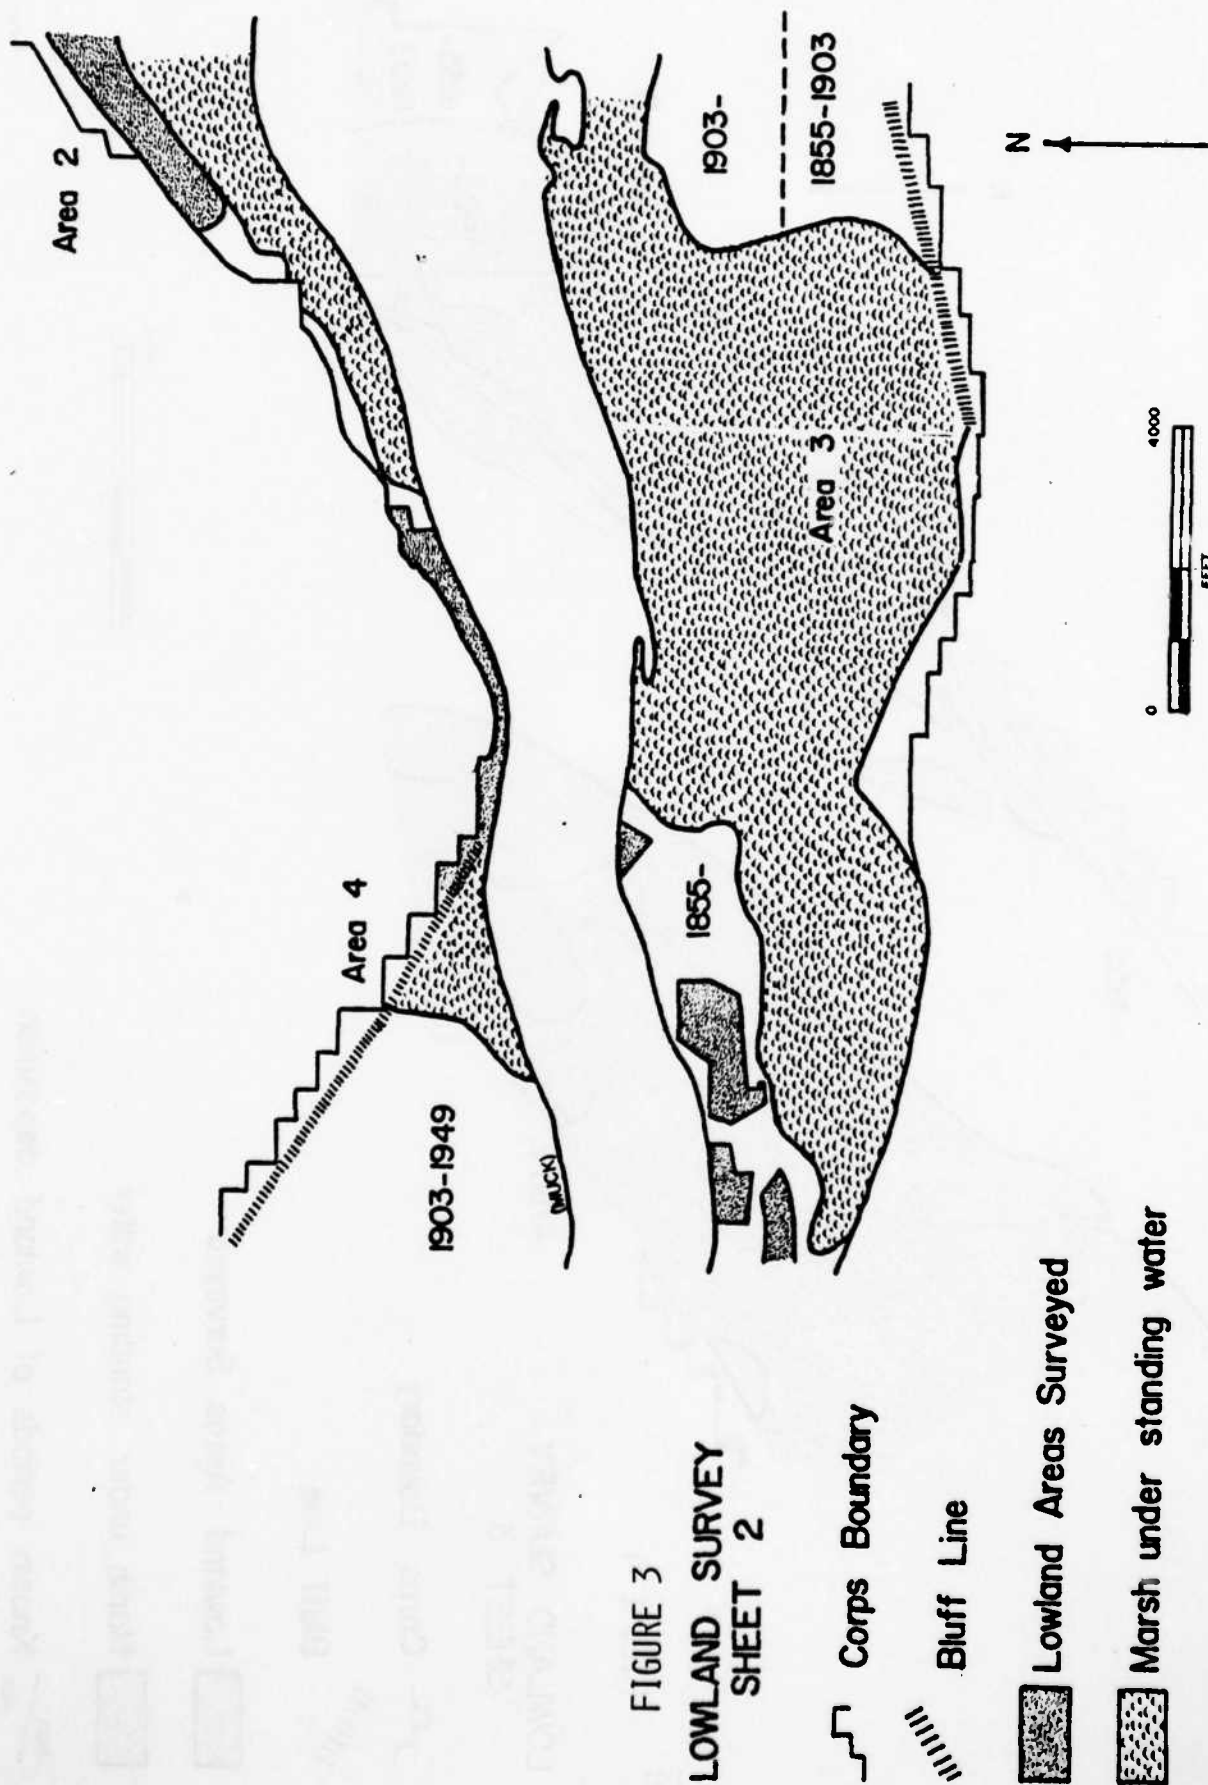 Area 2
Area 4
1903-1949
(MUCK)
1903-
1855-1903
1855-
Area 3
N
0
4000
FEET
FIGURE 3
LOWLAND SURVEY
SHEET 2
Corps Boundary
Bluff Line
Lowland Areas Surveyed
Marsh under standing water